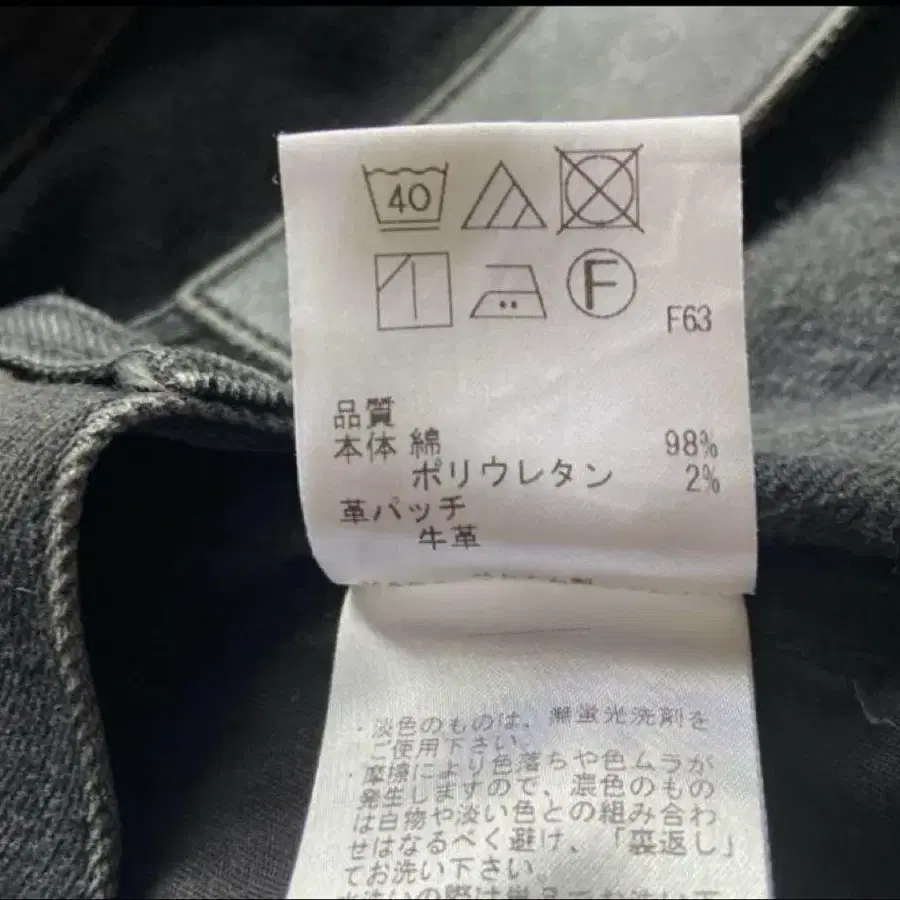 40
F
F63
品質
本体 綿 98%
ポリウレタン 2%
革パッチ
牛革
・淡色のものは、無蛍光洗剤を
ご使用下さい。
・摩擦により色落ちや色ムラが
発生しますので、濃色のもの
は白物や淡い色との組み合わ
せはなるべく避け、「裏返し」
てお洗い下さい。